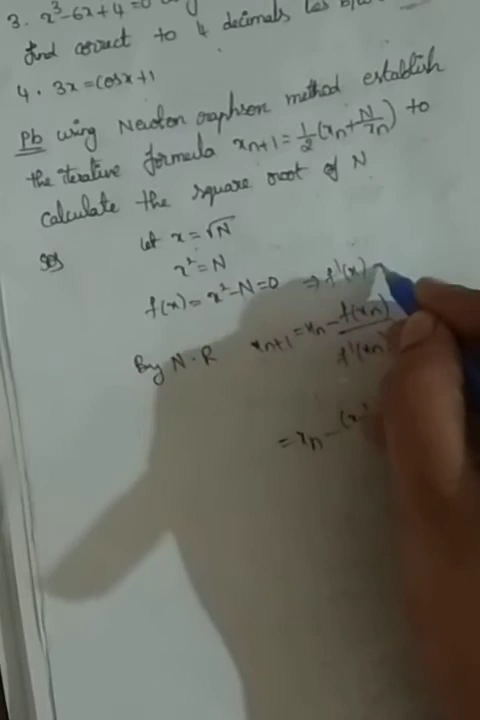 3. x³-6x+4=0
find correct to 4 decimals
4. 3x=cosx+1
Pb using Newton raphson method establish
the iterative formula xn+1=½(xn+N/xn) to
calculate the square root of N
Sol let x=√N
x²=N
f(x)=x²-N=0 ⇒f'(x)
By N.R xn+1=xn-f(xn)/f'(xn)
=xn-(x